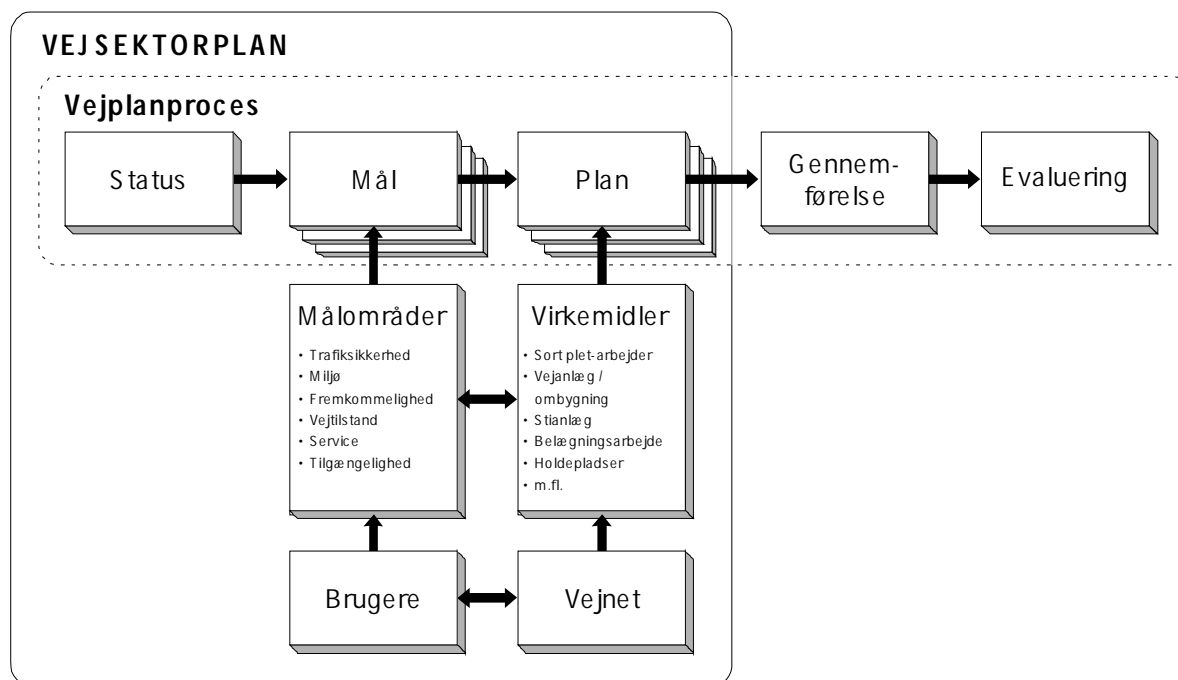 VEJSEKTORPLAN
Vejplanproces
Status
Mål
Plan
Gennem-
førelse
Evaluering
Målområder
• Trafiksikkerhed
• Miljø
• Fremkommelighed
• Vejtilstand
• Service
• Tilgængelighed
Virkemidler
• Sort plet-arbejder
• Vejanlæg /
ombygning
• Stianlæg
• Belægningsarbejde
• Holdepladser
• m.fl.
Brugere
Vejnet